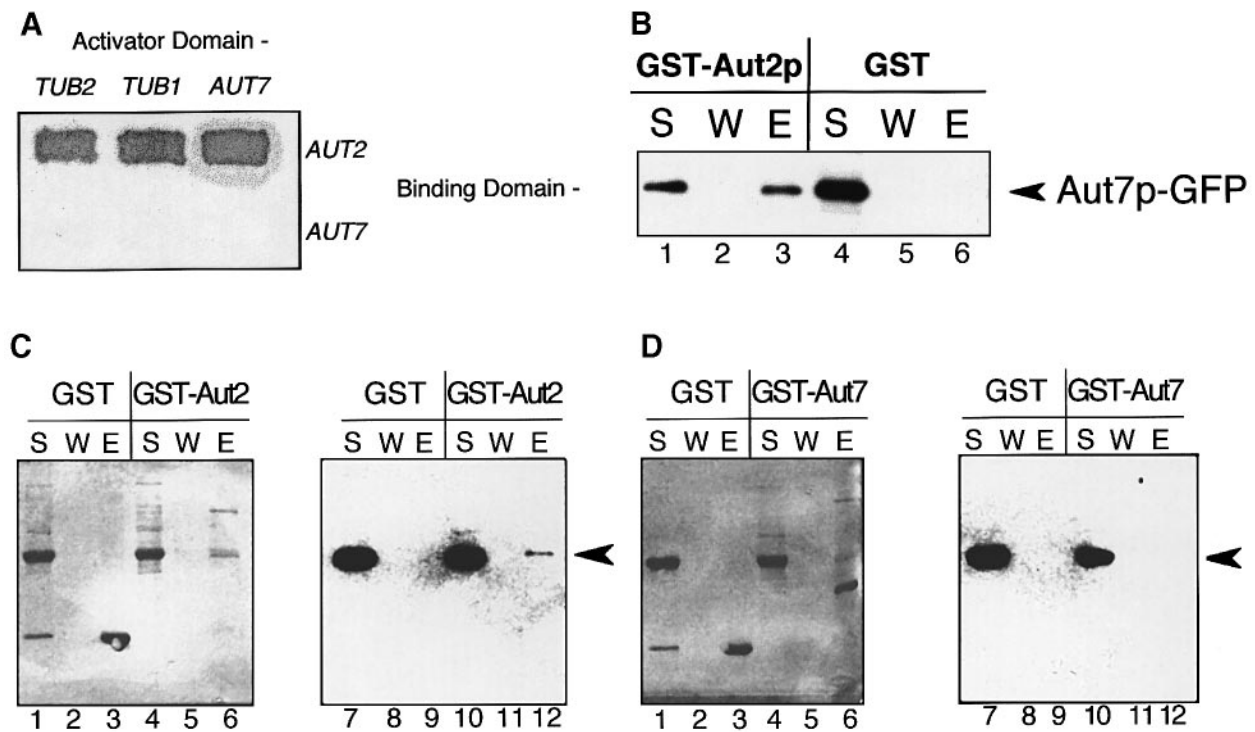 A
Activator Domain -
TUB2 TUB1 AUT7
AUT2
Binding Domain -
AUT7
B
GST-Aut2p GST
S W E S W E
Aut7p-GFP
1 2 3 4 5 6
C
GST GST-Aut2 GST GST-Aut2
S W E S W E S W E S W E
1 2 3 4 5 6 7 8 9 10 11 12
D
GST GST-Aut7 GST GST-Aut7
S W E S W E S W E S W E
1 2 3 4 5 6 7 8 9 10 11 12